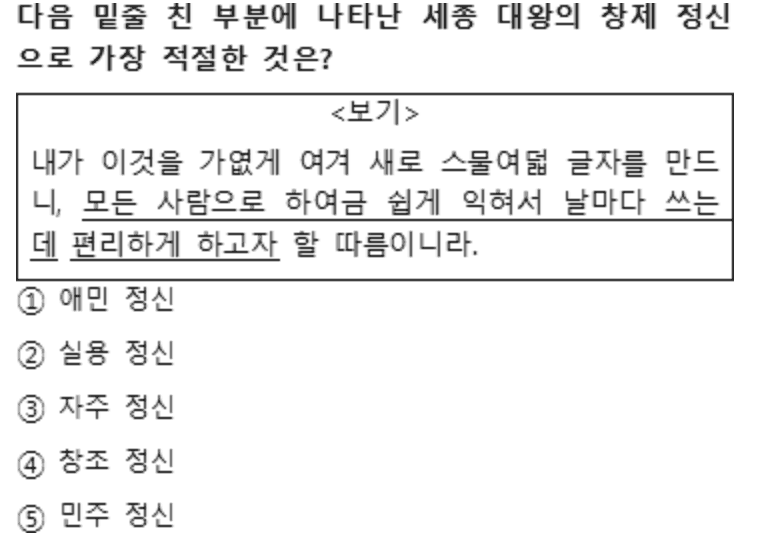 다음 밑줄 친 부분에 나타난 세종 대왕의 창제 정신
으로 가장 적절한 것은?
<보기>
내가 이것을 가엾게 여겨 새로 스물여덟 글자를 만드
니, 모든 사람으로 하여금 쉽게 익혀서 날마다 쓰는
데 편리하게 하고자 할 따름이니라.
① 애민 정신
② 실용 정신
③ 자주 정신
④ 창조 정신
⑤ 민주 정신